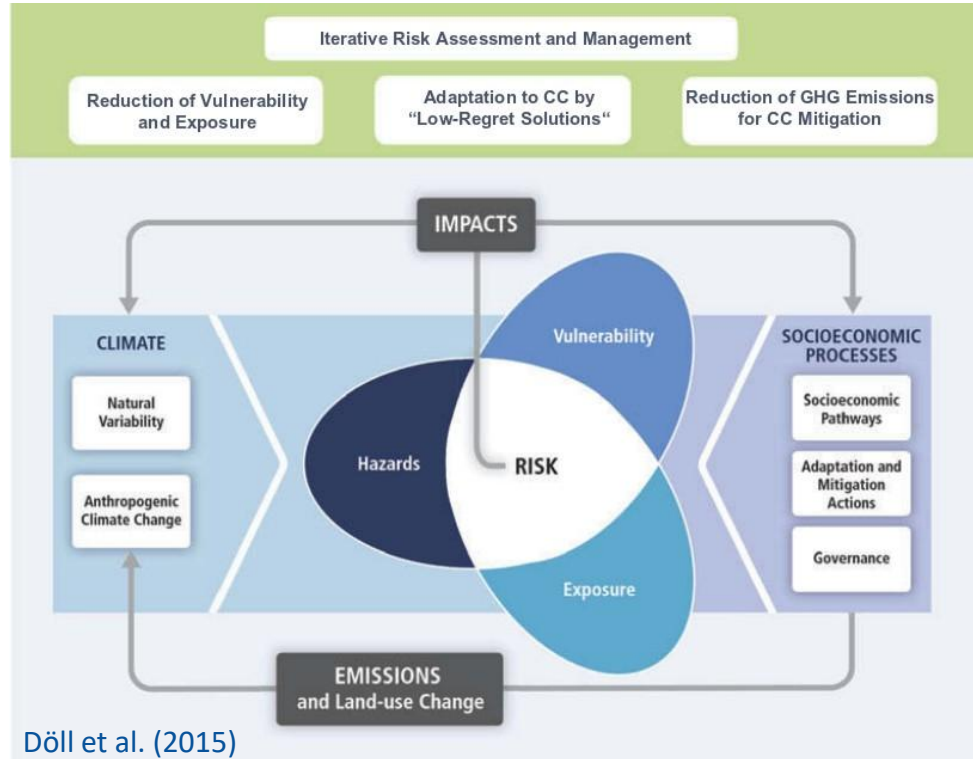 Iterative Risk Assessment and Management
Reduction of Vulnerability
and Exposure
Adaptation to CC by
“Low-Regret Solutions“
Reduction of GHG Emissions
for CC Mitigation
IMPACTS
CLIMATE
Natural
Variability
Anthropogenic
Climate Change
Vulnerability
Hazards
RISK
Exposure
SOCIOECONOMIC
PROCESSES
Socioeconomic
Pathways
Adaptation and
Mitigation
Actions
Governance
EMISSIONS
and Land-use Change
Döll et al. (2015)